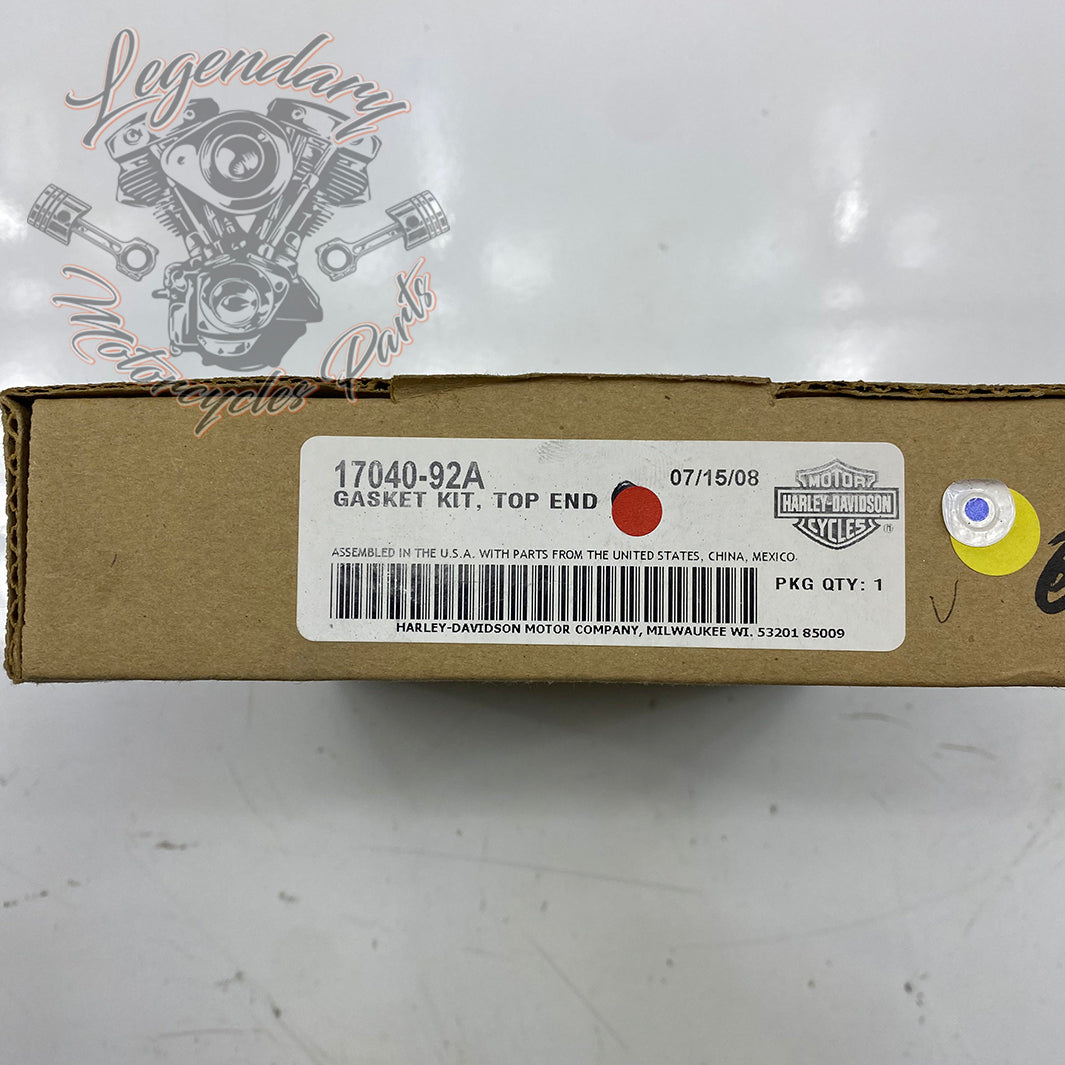 Legendary
Motorcycles Parts
17040-92A
07/15/08
GASKET KIT, TOP END
MOTOR
HARLEY-DAVIDSON
CYCLES
®
ASSEMBLED IN THE U.S.A. WITH PARTS FROM THE UNITED STATES, CHINA, MEXICO.
PKG QTY: 1
HARLEY-DAVIDSON MOTOR COMPANY, MILWAUKEE WI. 53201 85009